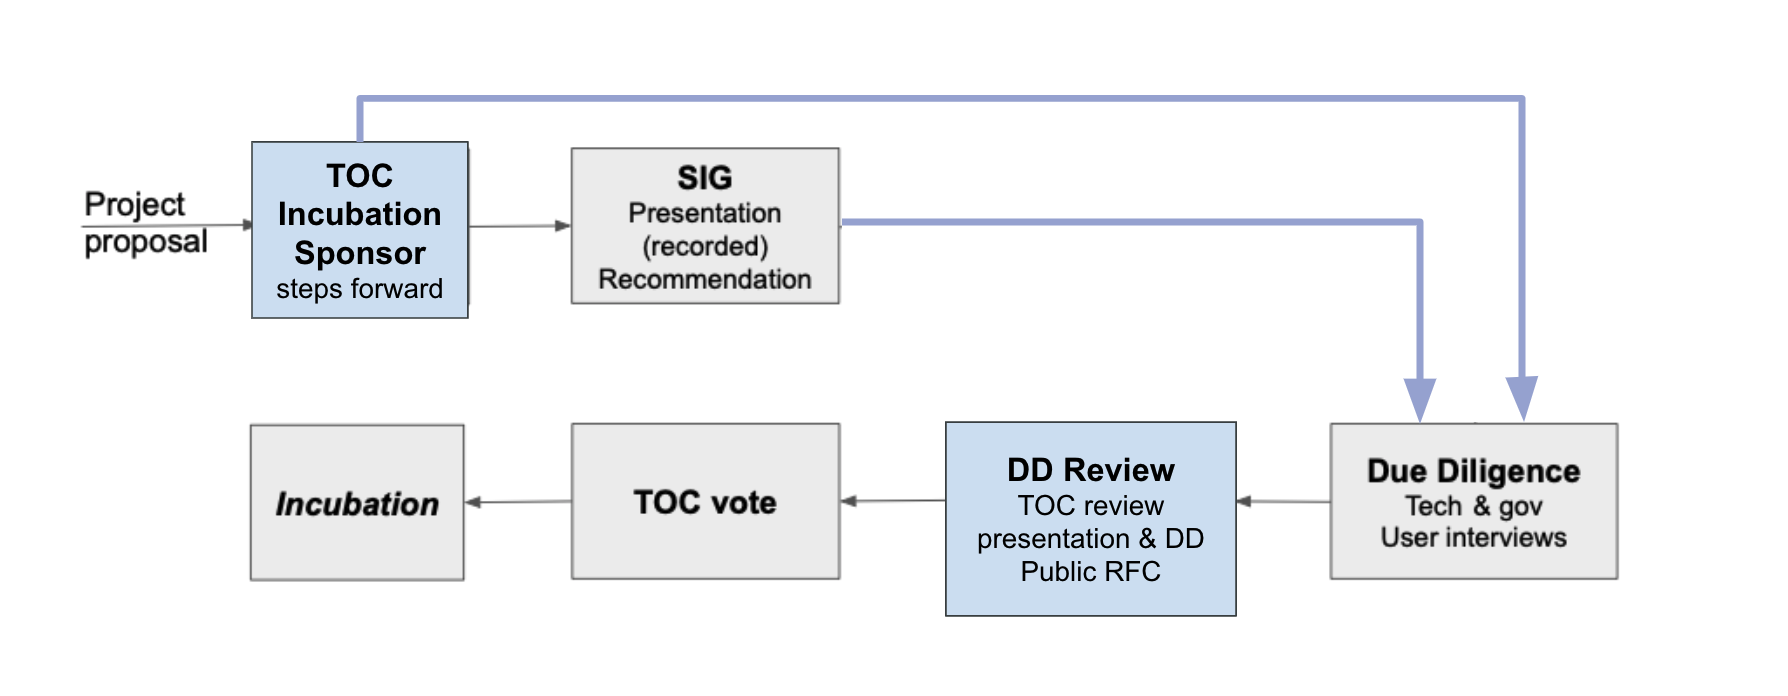 Project
proposal
TOC
Incubation
Sponsor
steps forward
SIG
Presentation
(recorded)
Recommendation
Incubation
TOC vote
DD Review
TOC review
presentation & DD
Public RFC
Due Diligence
Tech & gov
User interviews